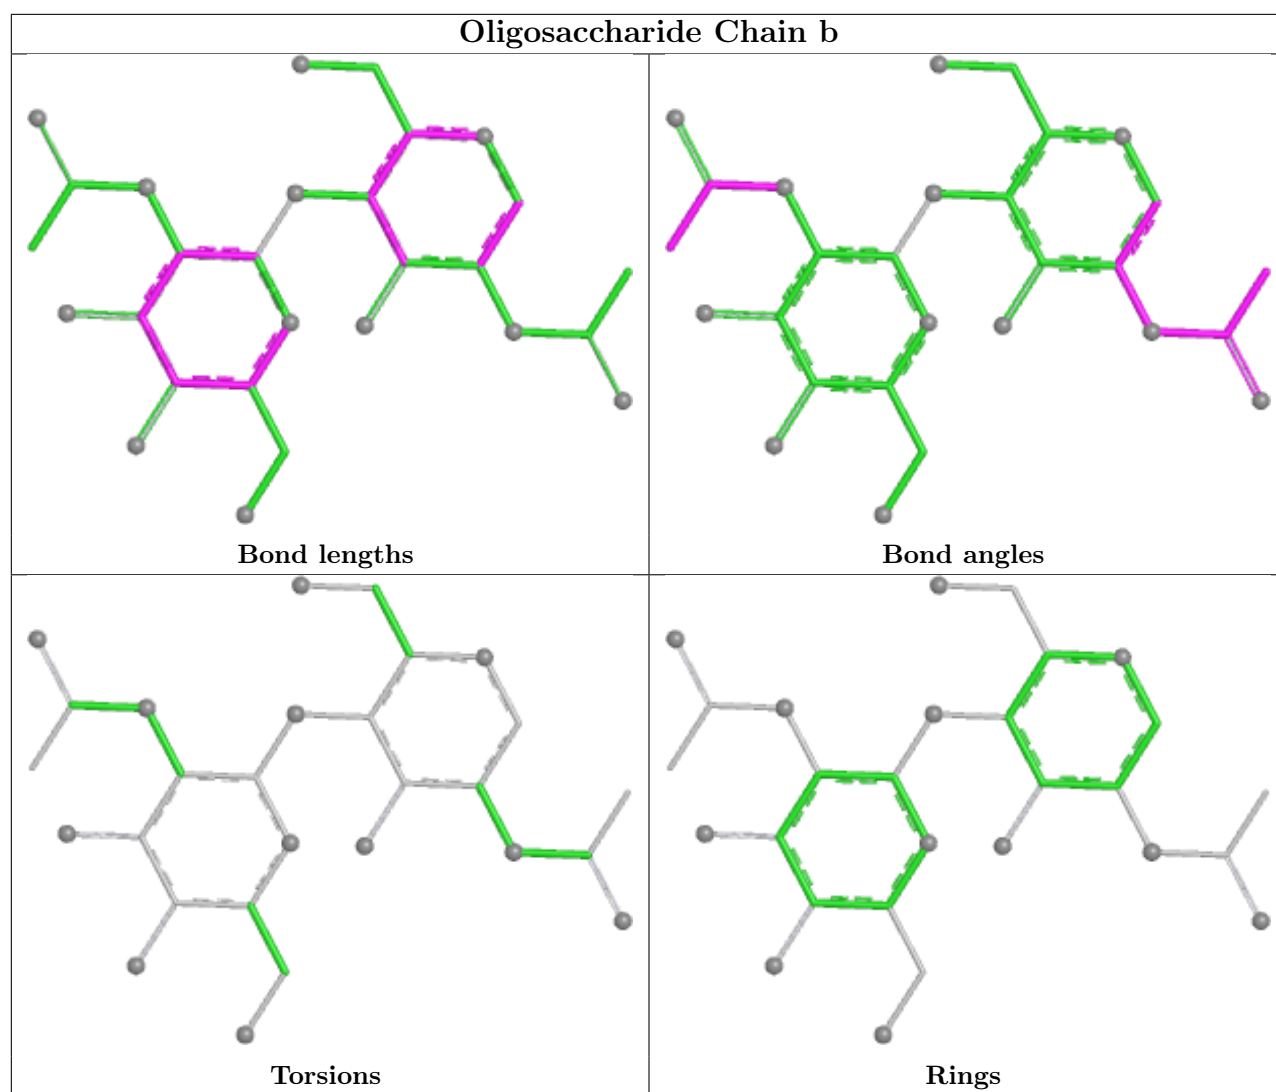 Oligosaccharide Chain b
Bond lengths
Bond angles
Torsions
Rings